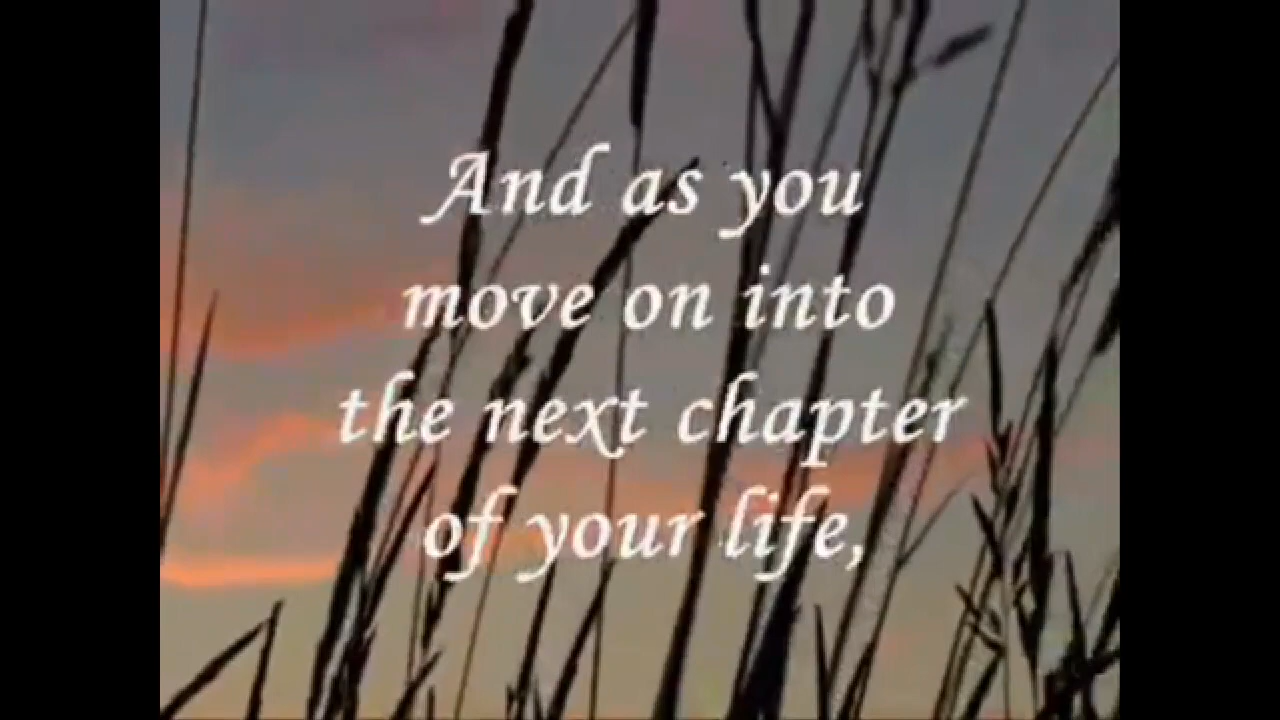 And as you
move on into
the next chapter
of your life,